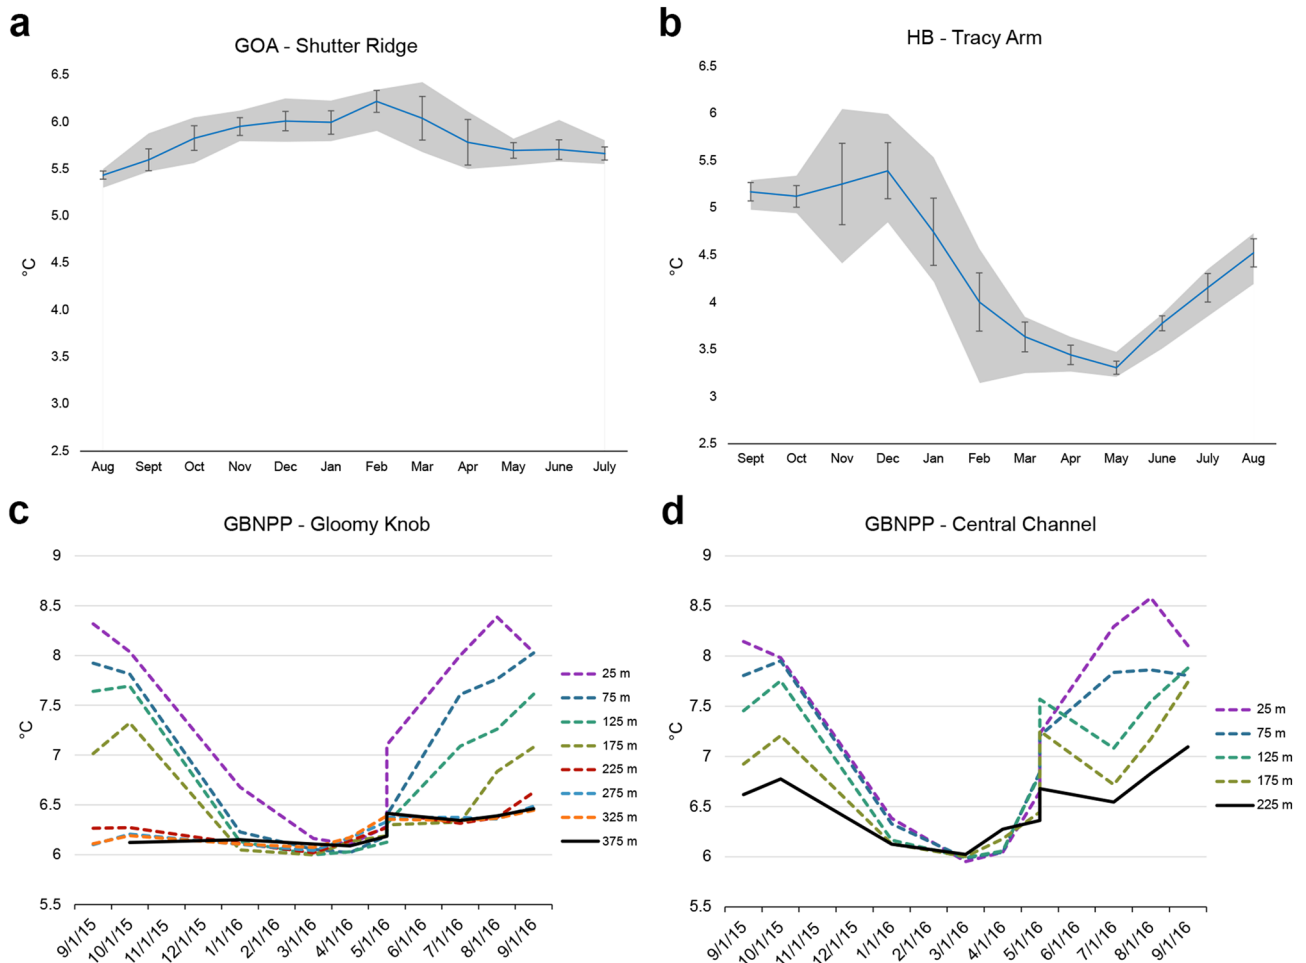 a
GOA - Shutter Ridge
6.5
6.0
5.5
5.0
4.5
4.0
3.5
3.0
2.5
°C
Aug Sept Oct Nov Dec Jan Feb Mar Apr May June July
b
HB - Tracy Arm
6.5
6
5.5
5
4.5
4
3.5
3
2.5
°C
Sept Oct Nov Dec Jan Feb Mar Apr May June July Aug
c
GBNPP - Gloomy Knob
9
8.5
8
7.5
7
6.5
6
5.5
°C
9/1/15 10/1/15 11/1/15 12/1/15 1/1/16 2/1/16 3/1/16 4/1/16 5/1/16 6/1/16 7/1/16 8/1/16 9/1/16
25 m
75 m
125 m
175 m
225 m
275 m
325 m
375 m
d
GBNPP - Central Channel
9
8.5
8
7.5
7
6.5
6
5.5
°C
9/1/15 10/1/15 11/1/15 12/1/15 1/1/16 2/1/16 3/1/16 4/1/16 5/1/16 6/1/16 7/1/16 8/1/16 9/1/16
25 m
75 m
125 m
175 m
225 m